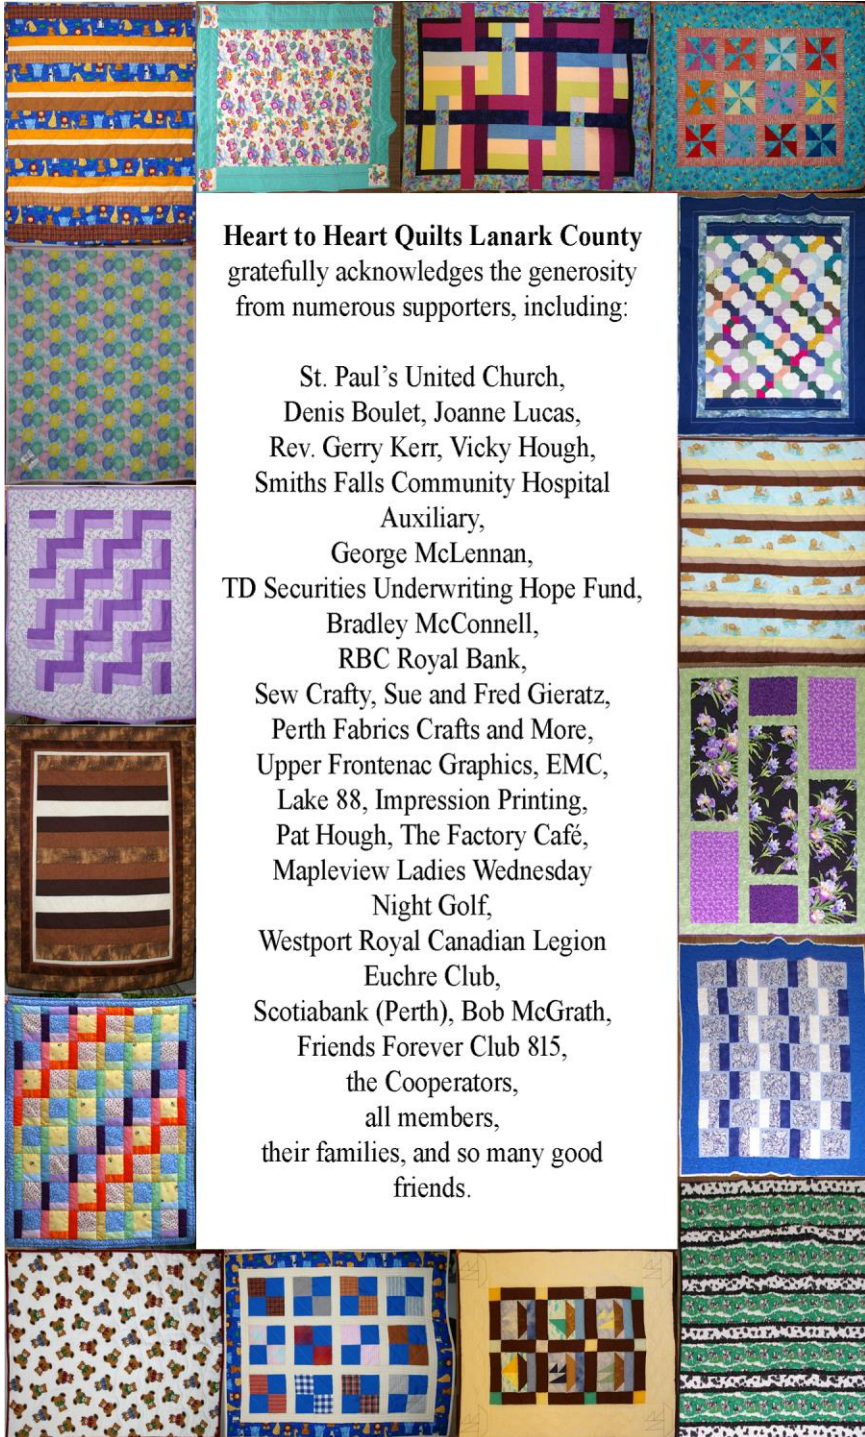 Heart to Heart Quilts Lanark County
gratefully acknowledges the generosity
from numerous supporters, including:
St. Paul’s United Church,
Denis Boulet, Joanne Lucas,
Rev. Gerry Kerr, Vicky Hough,
Smiths Falls Community Hospital
Auxiliary,
George McLennan,
TD Securities Underwriting Hope Fund,
Bradley McConnell,
RBC Royal Bank,
Sew Crafty, Sue and Fred Gieratz,
Perth Fabrics Crafts and More,
Upper Frontenac Graphics, EMC,
Lake 88, Impression Printing,
Pat Hough, The Factory Café,
Mapleview Ladies Wednesday
Night Golf,
Westport Royal Canadian Legion
Euchre Club,
Scotiabank (Perth), Bob McGrath,
Friends Forever Club 815,
the Cooperators,
all members,
their families, and so many good
friends.